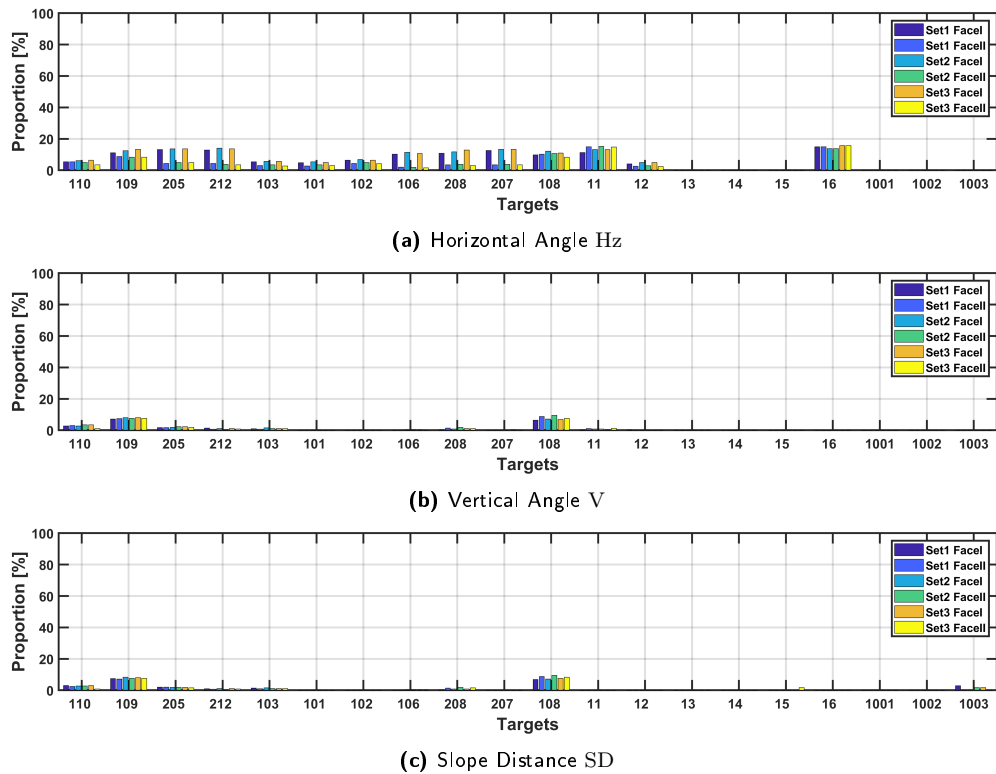 100
80
60
40
20
0
Proportion [%]
Set1 FaceI
Set1 FaceII
Set2 FaceI
Set2 FaceII
Set3 FaceI
Set3 FaceII
110 109 205 212 103 101 102 106 208 207 108 11 12 13 14 15 16 1001 1002 1003
Targets
(a) Horizontal Angle Hz
100
80
60
40
20
0
Proportion [%]
Set1 FaceI
Set1 FaceII
Set2 FaceI
Set2 FaceII
Set3 FaceI
Set3 FaceII
110 109 205 212 103 101 102 106 208 207 108 11 12 13 14 15 16 1001 1002 1003
Targets
(b) Vertical Angle V
100
80
60
40
20
0
Proportion [%]
Set1 FaceI
Set1 FaceII
Set2 FaceI
Set2 FaceII
Set3 FaceI
Set3 FaceII
110 109 205 212 103 101 102 106 208 207 108 11 12 13 14 15 16 1001 1002 1003
Targets
(c) Slope Distance SD